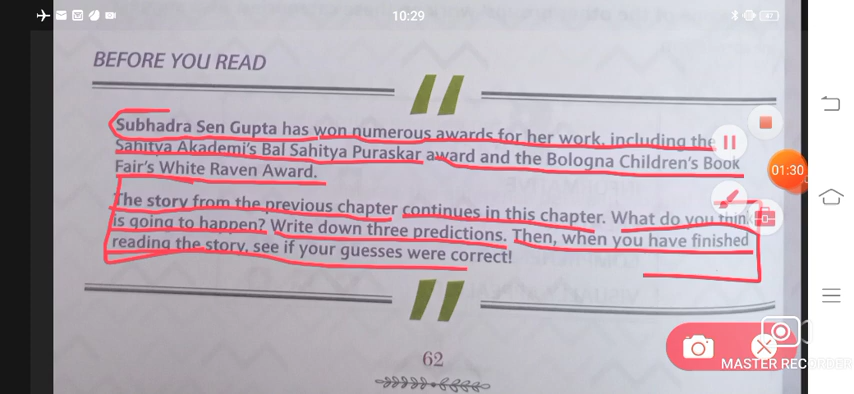 10:29
BEFORE YOU READ
Subhadra Sen Gupta has won numerous awards for her work, including the
Sahitya Akademi's Bal Sahitya Puraskar award and the Bologna Children's Book
Fair's White Raven Award.
The story from the previous chapter continues in this chapter. What do you think
is going to happen? Write down three predictions. Then, when you have finished
reading the story, see if your guesses were correct!
62
01:30
MASTER RECORDER